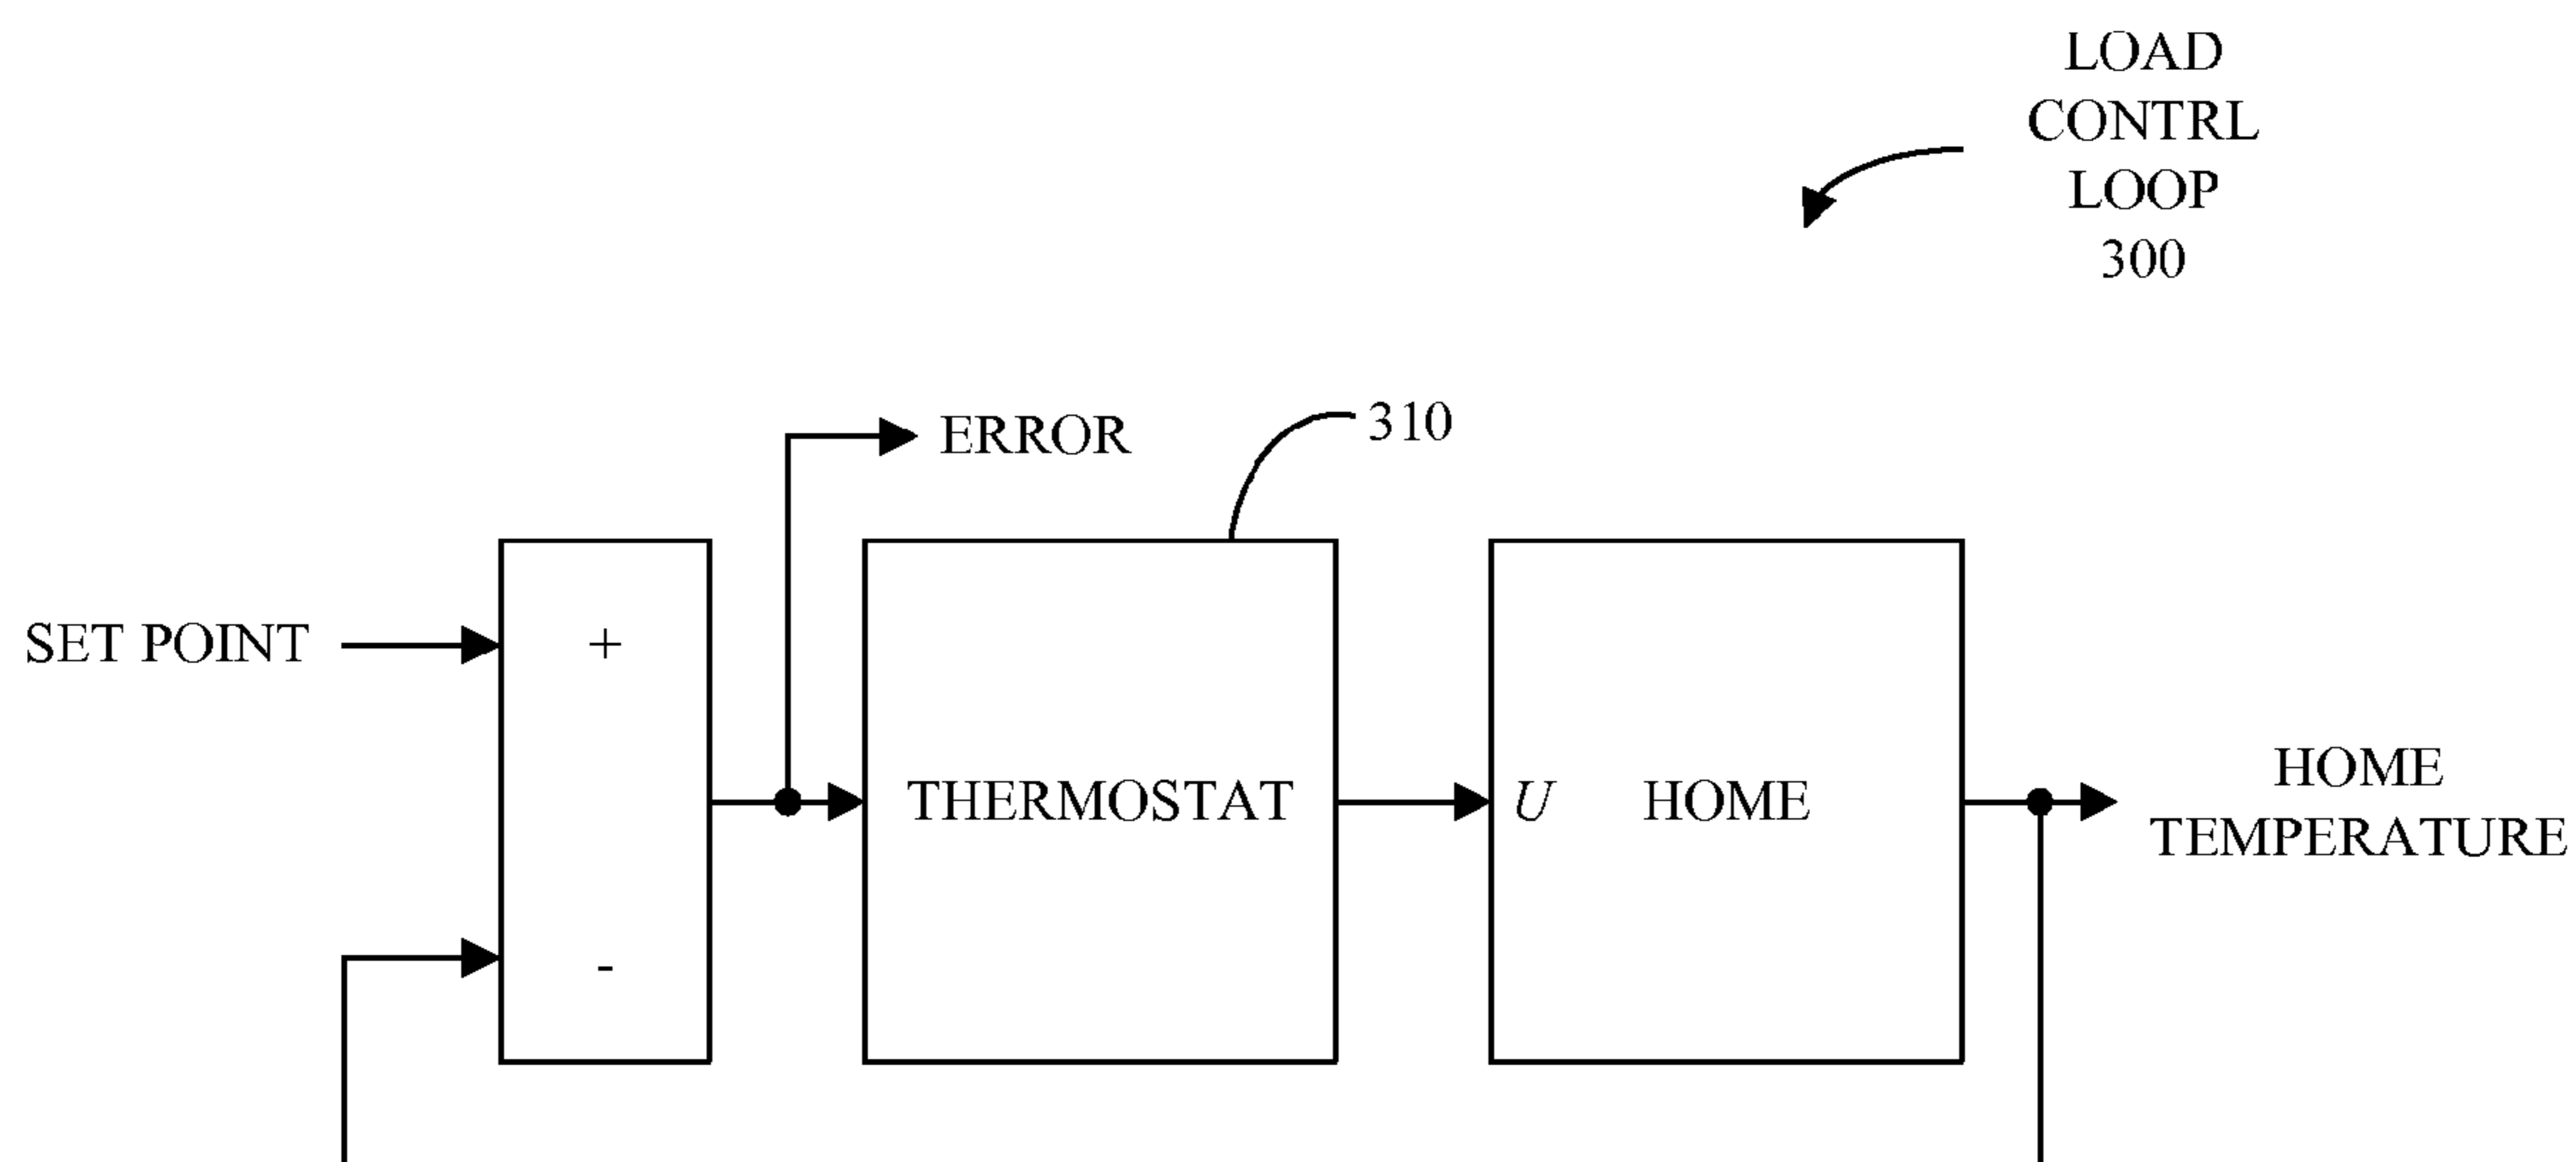 LOAD
CONTRL
LOOP
300
ERROR
310
SET POINT
+
-
THERMOSTAT
U
HOME
HOME
TEMPERATURE